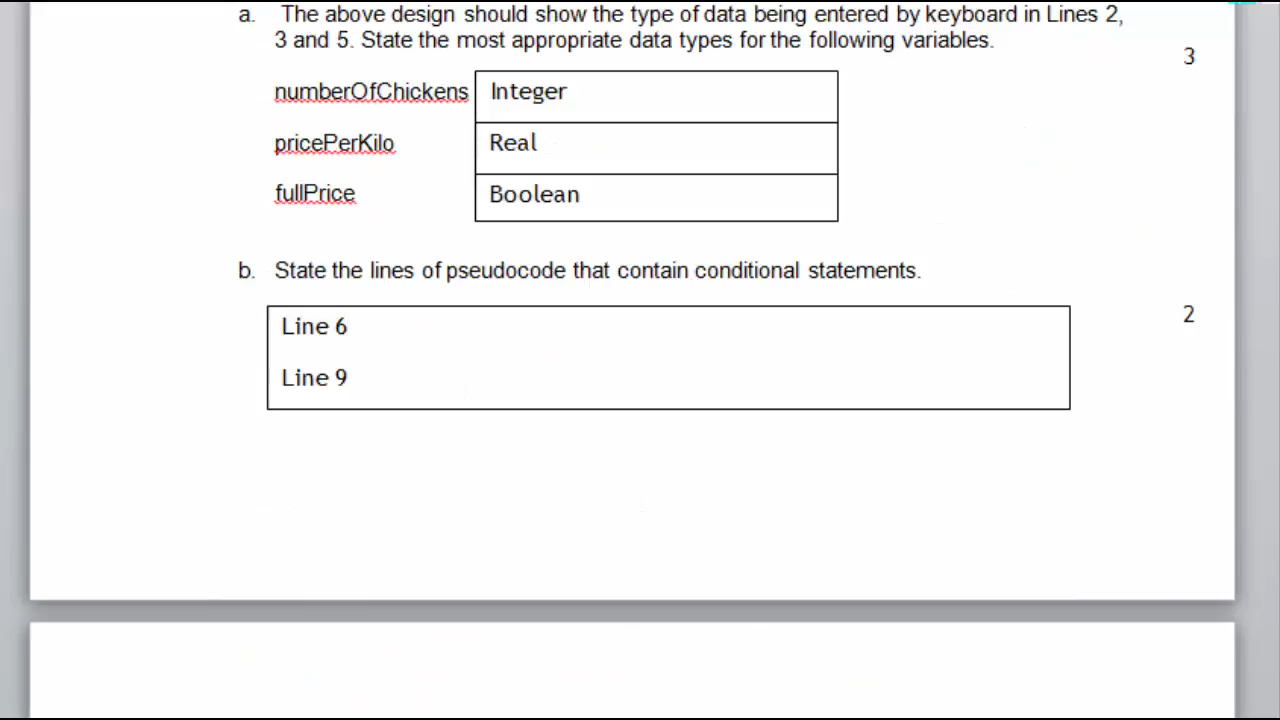 a. The above design should show the type of data being entered by keyboard in Lines 2,
3 and 5. State the most appropriate data types for the following variables.
3
numberOfChickens Integer
pricePerKilo Real
fullPrice Boolean
b. State the lines of pseudocode that contain conditional statements.
2
Line 6
Line 9